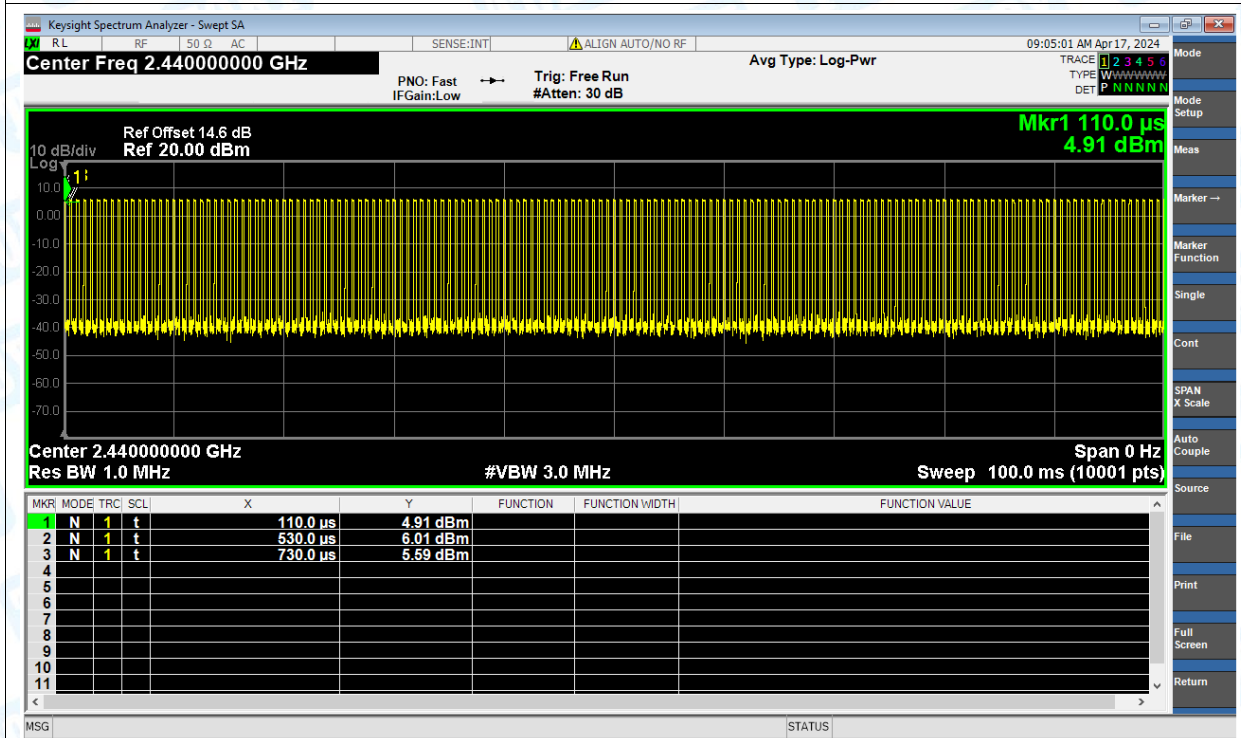 Keysight Spectrum Analyzer - Swept SA
LXI RL RF 50 Ω AC SENSE:INT ALIGN AUTO/NO RF 09:05:01 AM Apr 17, 2024
Center Freq 2.440000000 GHz
PNO: Fast
IFGain:Low
Trig: Free Run
#Atten: 30 dB
Avg Type: Log-Pwr
TRACE 1 2 3 4 5 6
TYPE WWWWWW
DET P N N N N N
Ref Offset 14.6 dB
10 dB/div Ref 20.00 dBm
Log
Mkr1 110.0 µs
4.91 dBm
1
10.0
0.00
-10.0
-20.0
-30.0
-40.0
-50.0
-60.0
-70.0
Center 2.440000000 GHz Span 0 Hz
Res BW 1.0 MHz #VBW 3.0 MHz Sweep 100.0 ms (10001 pts)
MKR MODE TRC SCL X Y FUNCTION FUNCTION WIDTH FUNCTION VALUE
1 N 1 t 110.0 µs 4.91 dBm
2 N 1 t 530.0 µs 6.01 dBm
3 N 1 t 730.0 µs 5.59 dBm
4
5
6
7
8
9
10
11
MSG STATUS
Mode
Mode
Setup
Meas
Marker →
Marker
Function
Single
Cont
SPAN
X Scale
Auto
Couple
Source
File
Print
Full
Screen
Return